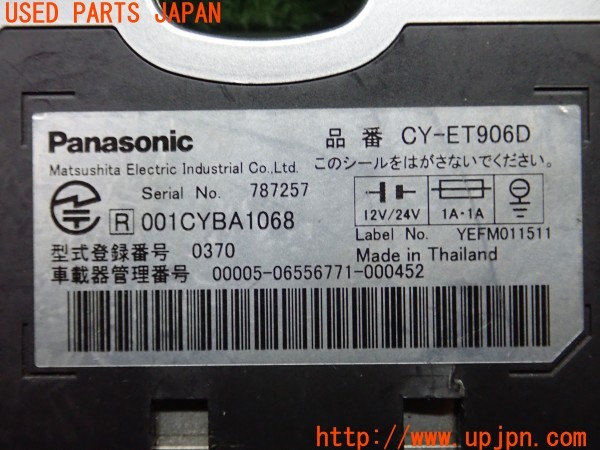 USED PARTS JAPAN
Panasonic
品番 CY-ET906D
Matsushita Electric Industrial Co.,Ltd.
このシールをはがさないでください。
Serial No. 787257
R 001CYBA1068
12V/24V 1A・1A
Label No. YEFM011511
型式登録番号 0370
Made in Thailand
車載器管理番号 00005-06556771-000452
UPJ
http://www.upjpn.com/